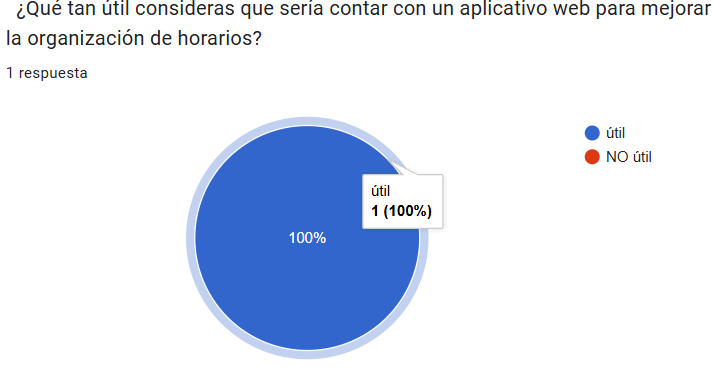 ¿Qué tan útil consideras que sería contar con un aplicativo web para mejorar
la organización de horarios?
1 respuesta
útil
NO útil
útil
1 (100%)
100%